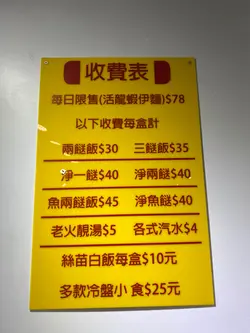 收費表
每日限售(活龍蝦伊麵)$78
以下收費每盒計
兩餸飯$30 三餸飯$35
淨一餸$40 淨兩餸$40
魚兩餸飯$45 淨魚餸$40
老火靚湯$5 各式汽水$4
絲苗白飯每盒$10元
多款冷盤小食$25元